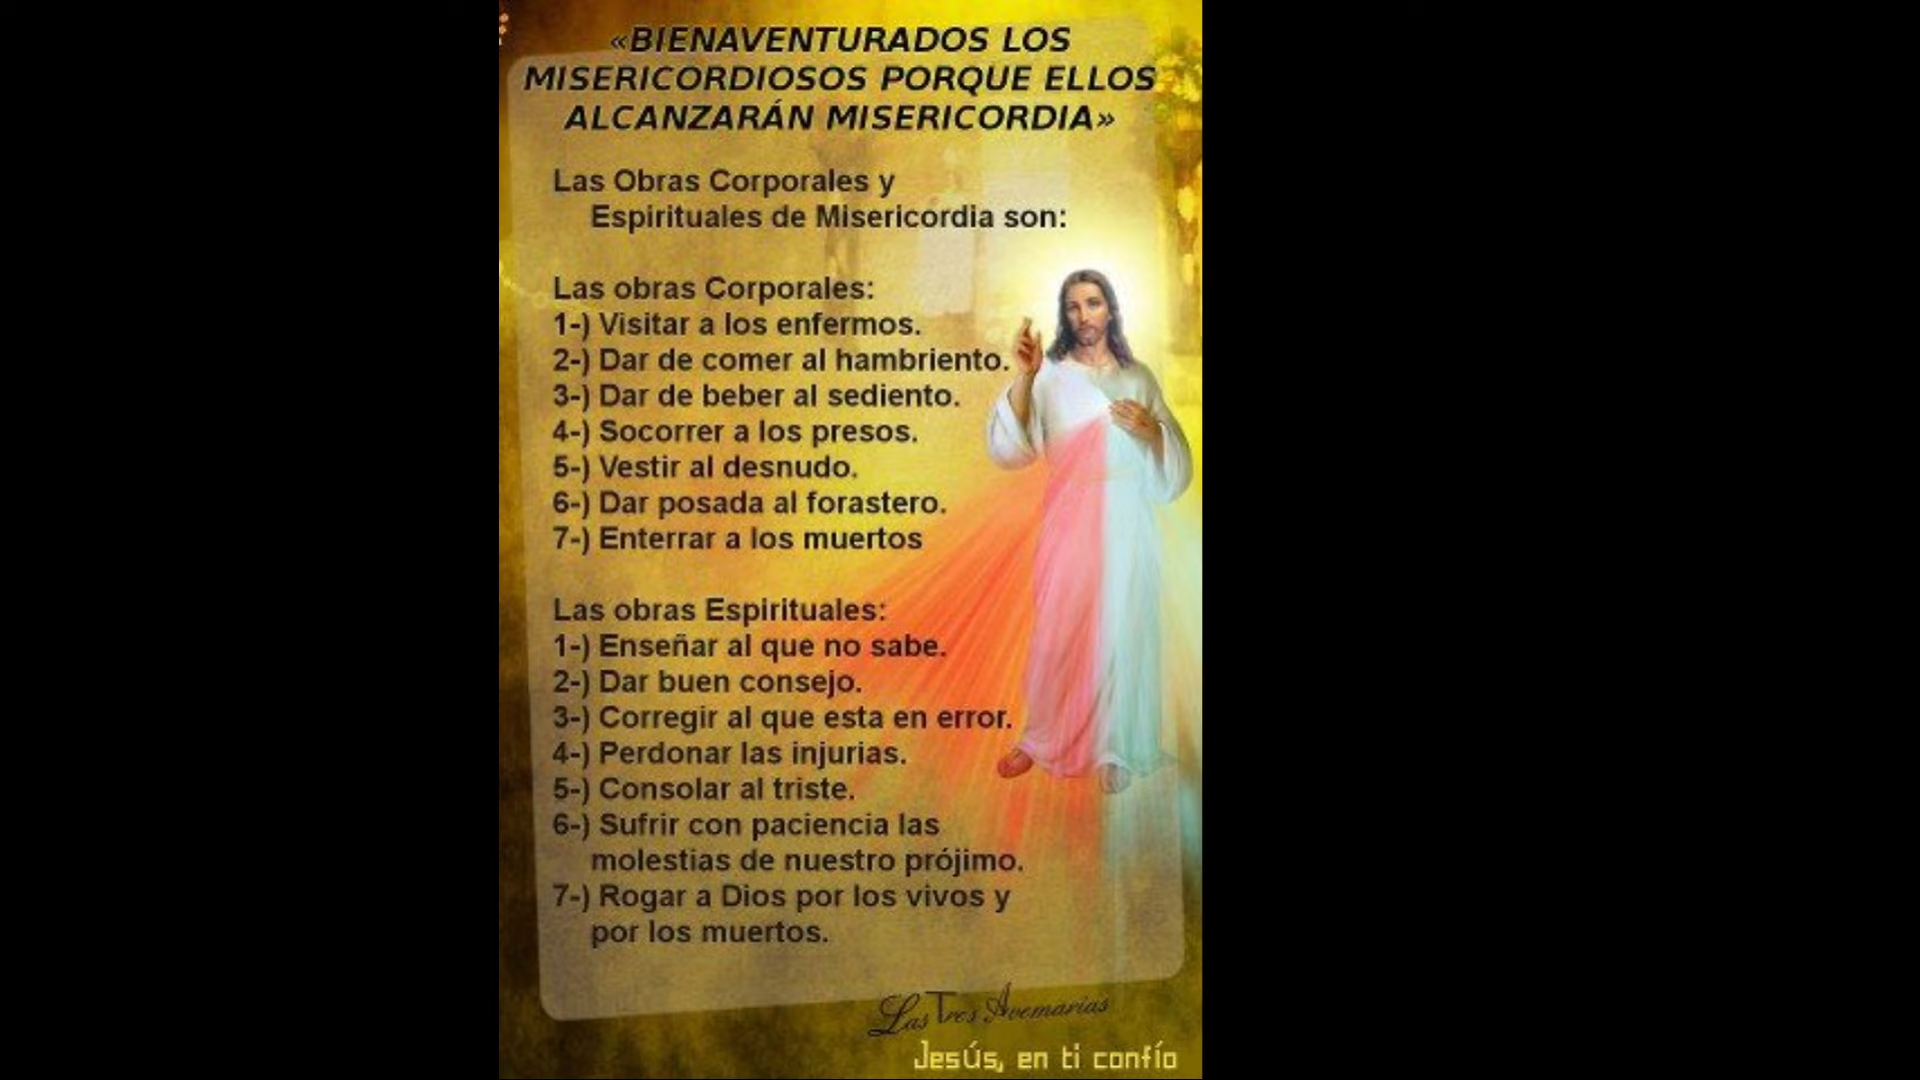 «BIENAVENTURADOS LOS
MISERICORDIOSOS PORQUE ELLOS
ALCANZARÁN MISERICORDIA»
Las Obras Corporales y
Espirituales de Misericordia son:
Las obras Corporales:
1-) Visitar a los enfermos.
2-) Dar de comer al hambriento.
3-) Dar de beber al sediento.
4-) Socorrer a los presos.
5-) Vestir al desnudo.
6-) Dar posada al forastero.
7-) Enterrar a los muertos
Las obras Espirituales:
1-) Enseñar al que no sabe.
2-) Dar buen consejo.
3-) Corregir al que esta en error.
4-) Perdonar las injurias.
5-) Consolar al triste.
6-) Sufrir con paciencia las
molestias de nuestro prójimo.
7-) Rogar a Dios por los vivos y
por los muertos.
Las Tres Avemarías
Jesús, en ti confío